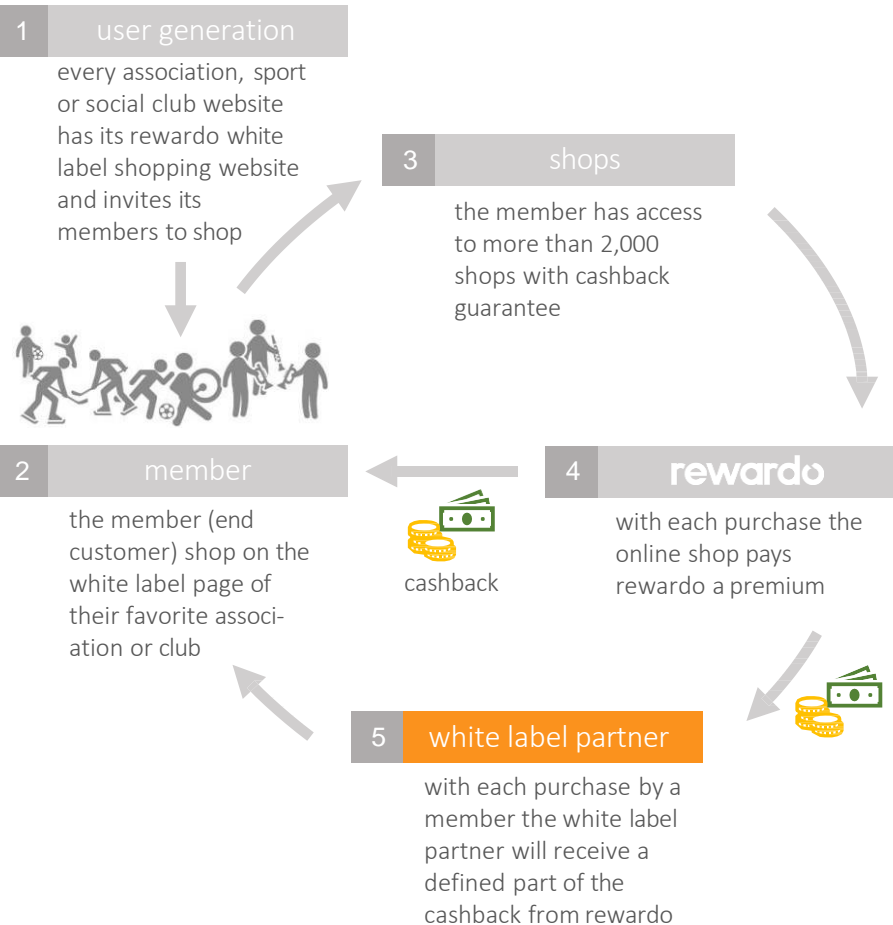 1 user generation
every association, sport
or social club website
has its rewardo white
label shopping website
and invites its
members to shop
2 member
the member (end
customer) shop on the
white label page of
their favorite associ-
ation or club
3 shops
the member has access
to more than 2,000
shops with cashback
guarantee
4 rewardo
with each purchase the
online shop pays
rewardo a premium
cashback
5 white label partner
with each purchase by a
member the white label
partner will receive a
defined part of the
cashback from rewardo